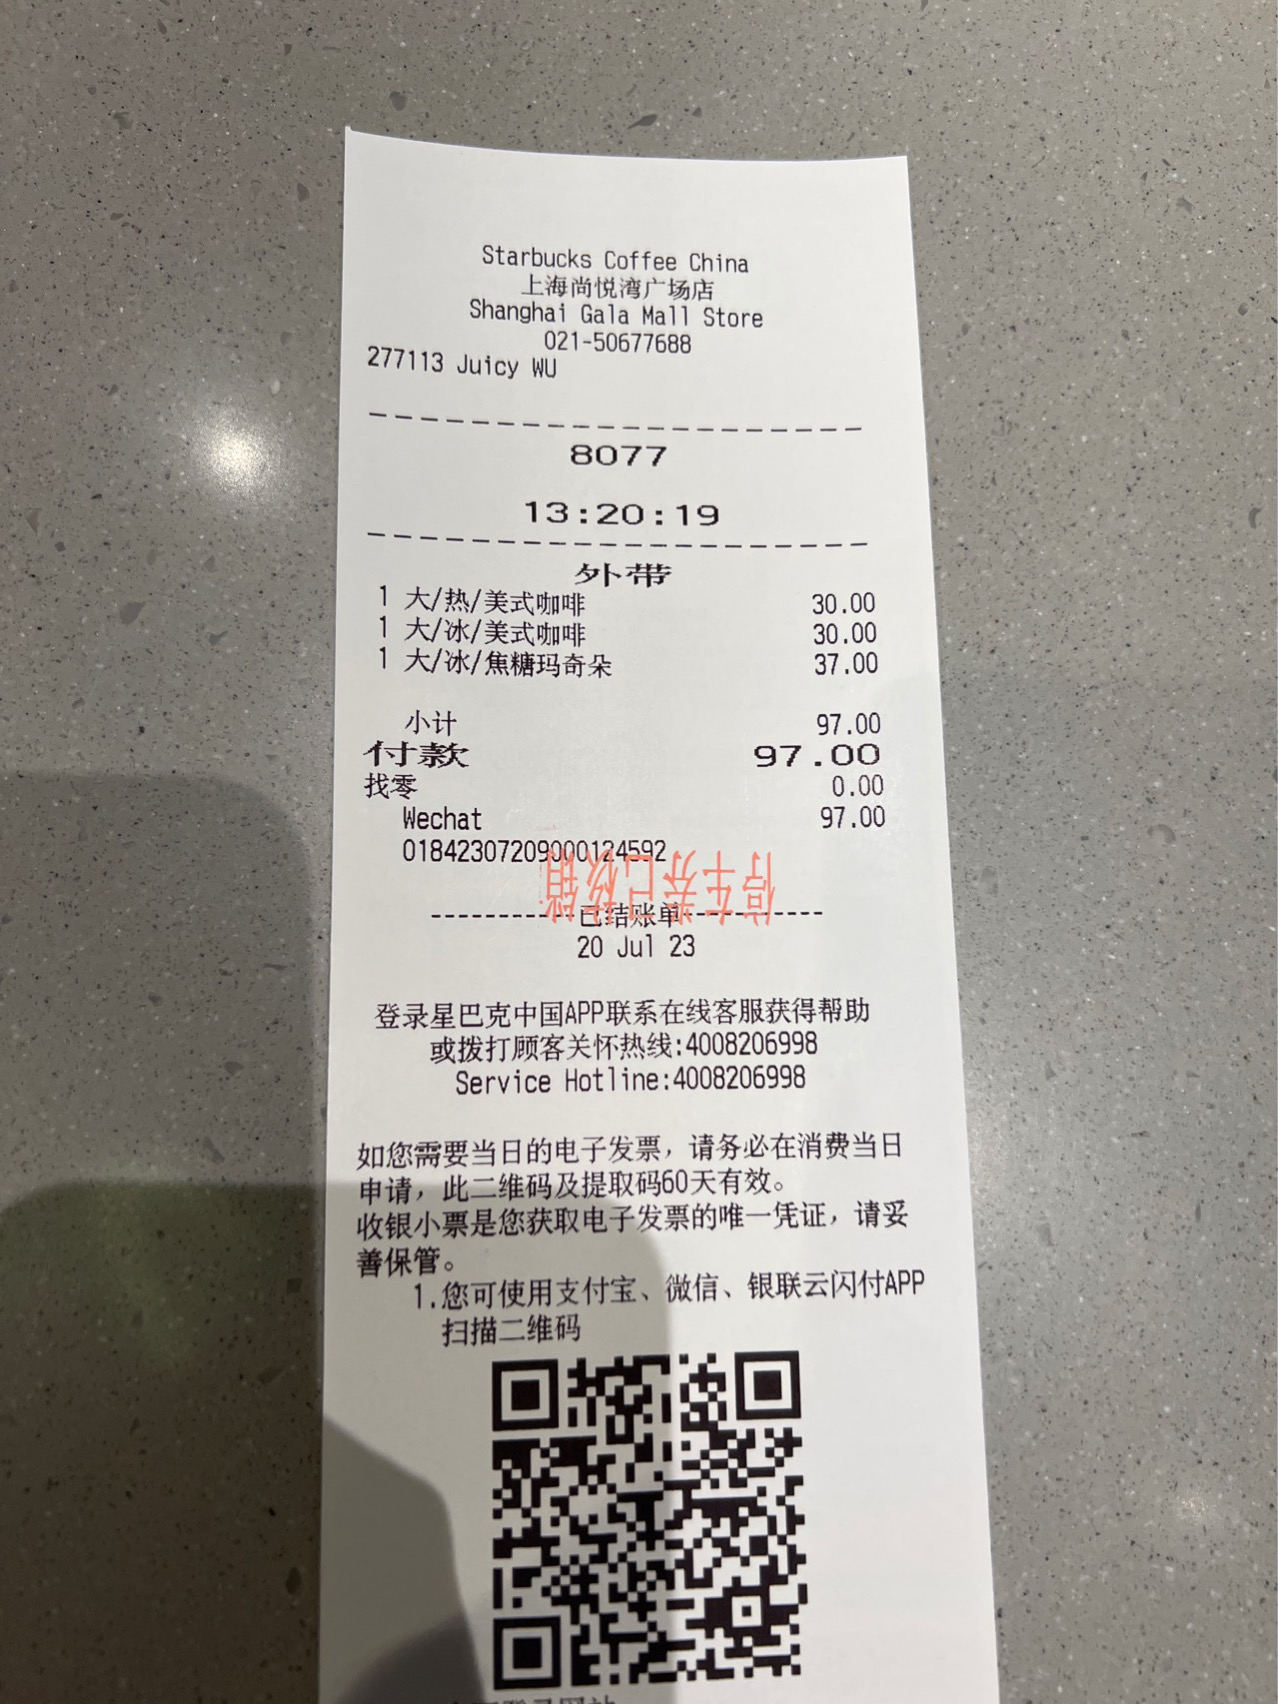 Starbucks Coffee China
上海尚悦湾广场店
Shanghai Gala Mall Store
021-50677688
277113 Juicy WU
8077
13:20:19
外带
1 大/热/美式咖啡 30.00
1 大/冰/美式咖啡 30.00
1 大/冰/焦糖玛奇朵 37.00
小计 97.00
付款 97.00
找零 0.00
Wechat 97.00
01842307209000124592
停车券已核销
-----------已结账单-----------
20 Jul 23
登录星巴克中国APP联系在线客服获得帮助
或拨打顾客关怀热线:4008206998
Service Hotline:4008206998
如您需要当日的电子发票，请务必在消费当日
申请，此二维码及提取码60天有效。
收银小票是您获取电子发票的唯一凭证，请妥
善保管。
1.您可使用支付宝、微信、银联云闪付APP
扫描二维码